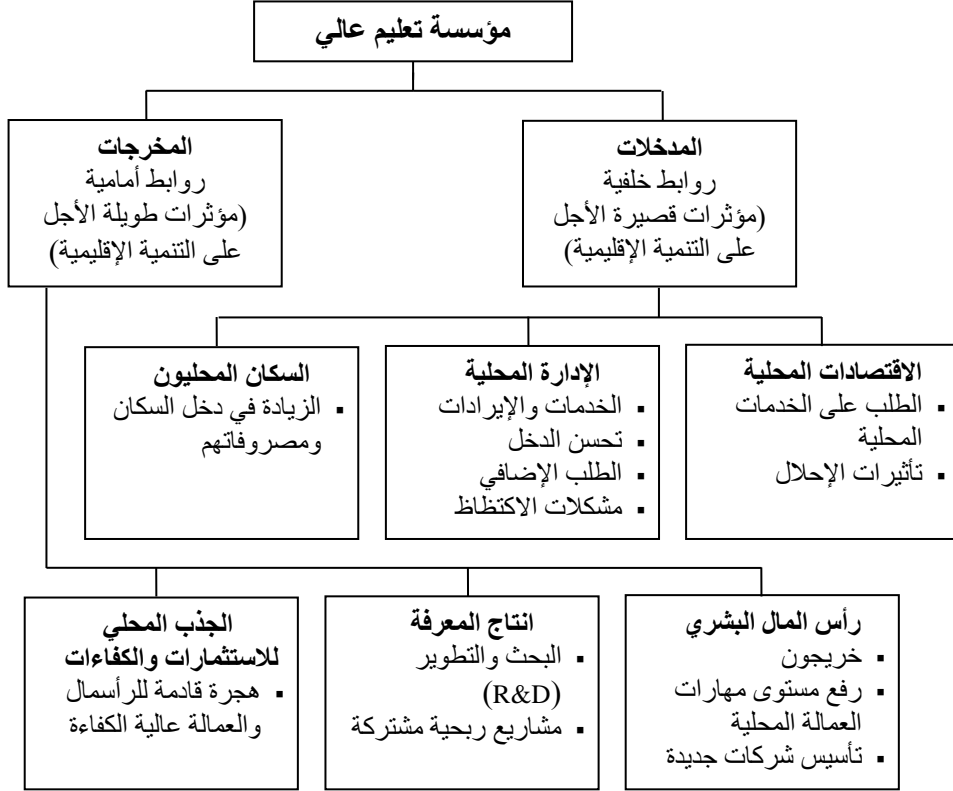 مؤسسة تعليم عالي
المدخلات
روابط خلفية
(مؤثرات قصيرة الأجل
على التنمية الإقليمية)
المخرجات
روابط أمامية
(مؤثرات طويلة الأجل
على التنمية الإقليمية)
الاقتصادات المحلية
▪ الطلب على الخدمات
المحلية
▪ تأثيرات الإحلال
الإدارة المحلية
▪ الخدمات والإيرادات
▪ تحسن الدخل
▪ الطلب الإضافي
▪ مشكلات الاكتظاظ
السكان المحليون
▪ الزيادة في دخل السكان
ومصروفاتهم
رأس المال البشري
▪ خريجون
▪ رفع مستوى مهارات
العمالة المحلية
▪ تأسيس شركات جديدة
انتاج المعرفة
▪ البحث والتطوير
(R&D)
▪ مشاريع ربحية مشتركة
الجذب المحلي
للاستثمارات والكفاءات
▪ هجرة قادمة للرأسمال
والعمالة عالية الكفاءة